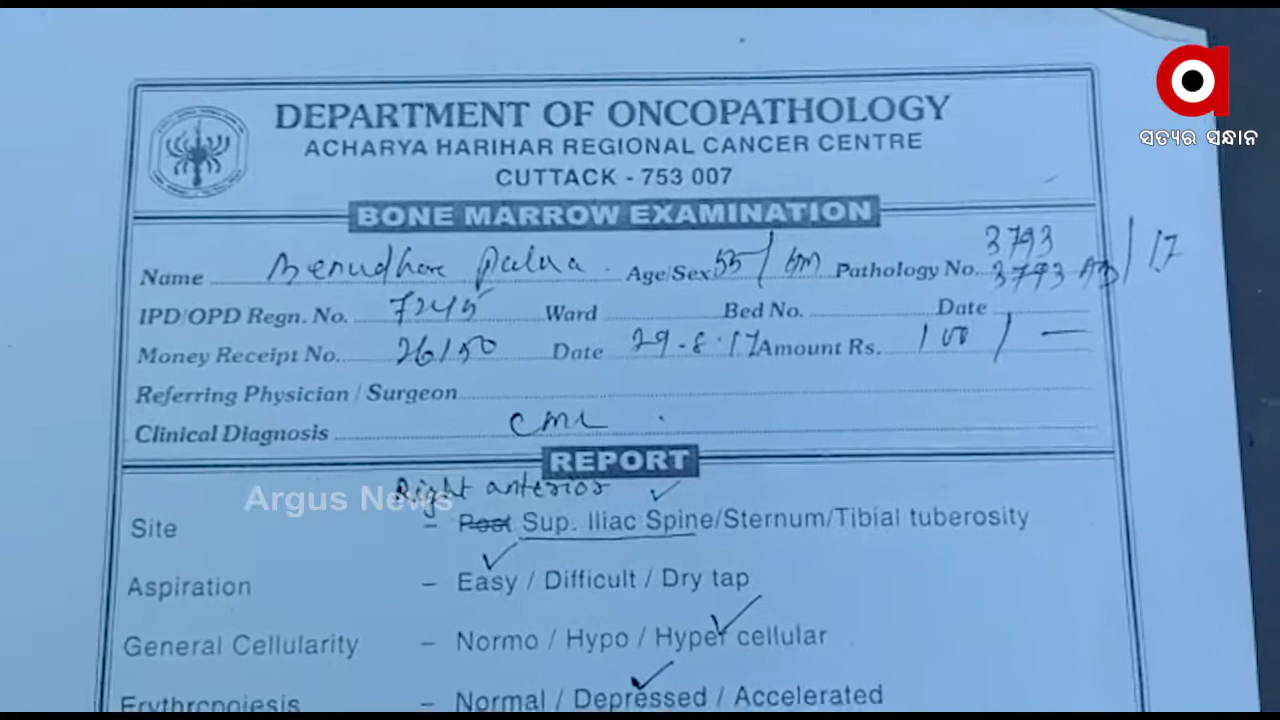 ସତ୍ୟର ସନ୍ଧାନ
DEPARTMENT OF ONCOPATHOLOGY
ACHARYA HARIHAR REGIONAL CANCER CENTRE
CUTTACK - 753 007
BONE MARROW EXAMINATION
3793
Name Benudhar Age/Sex 55/ Pathology No. 3793 AB/17
IPD/OPD Regn. No. 7245 Ward Bed No. Date
Money Receipt No. 26150 Date 29-8-17 Amount Rs. 100/-
Referring Physician / Surgeon
Clinical Diagnosis CML
REPORT
Argus News
Right anterior
Site - Post Sup. Iliac Spine/Sternum/Tibial tuberosity
Aspiration - Easy / Difficult / Dry tap
General Cellularity - Normo / Hypo / Hyper cellular
Erythropoiesis - Normal / Depressed / Accelerated